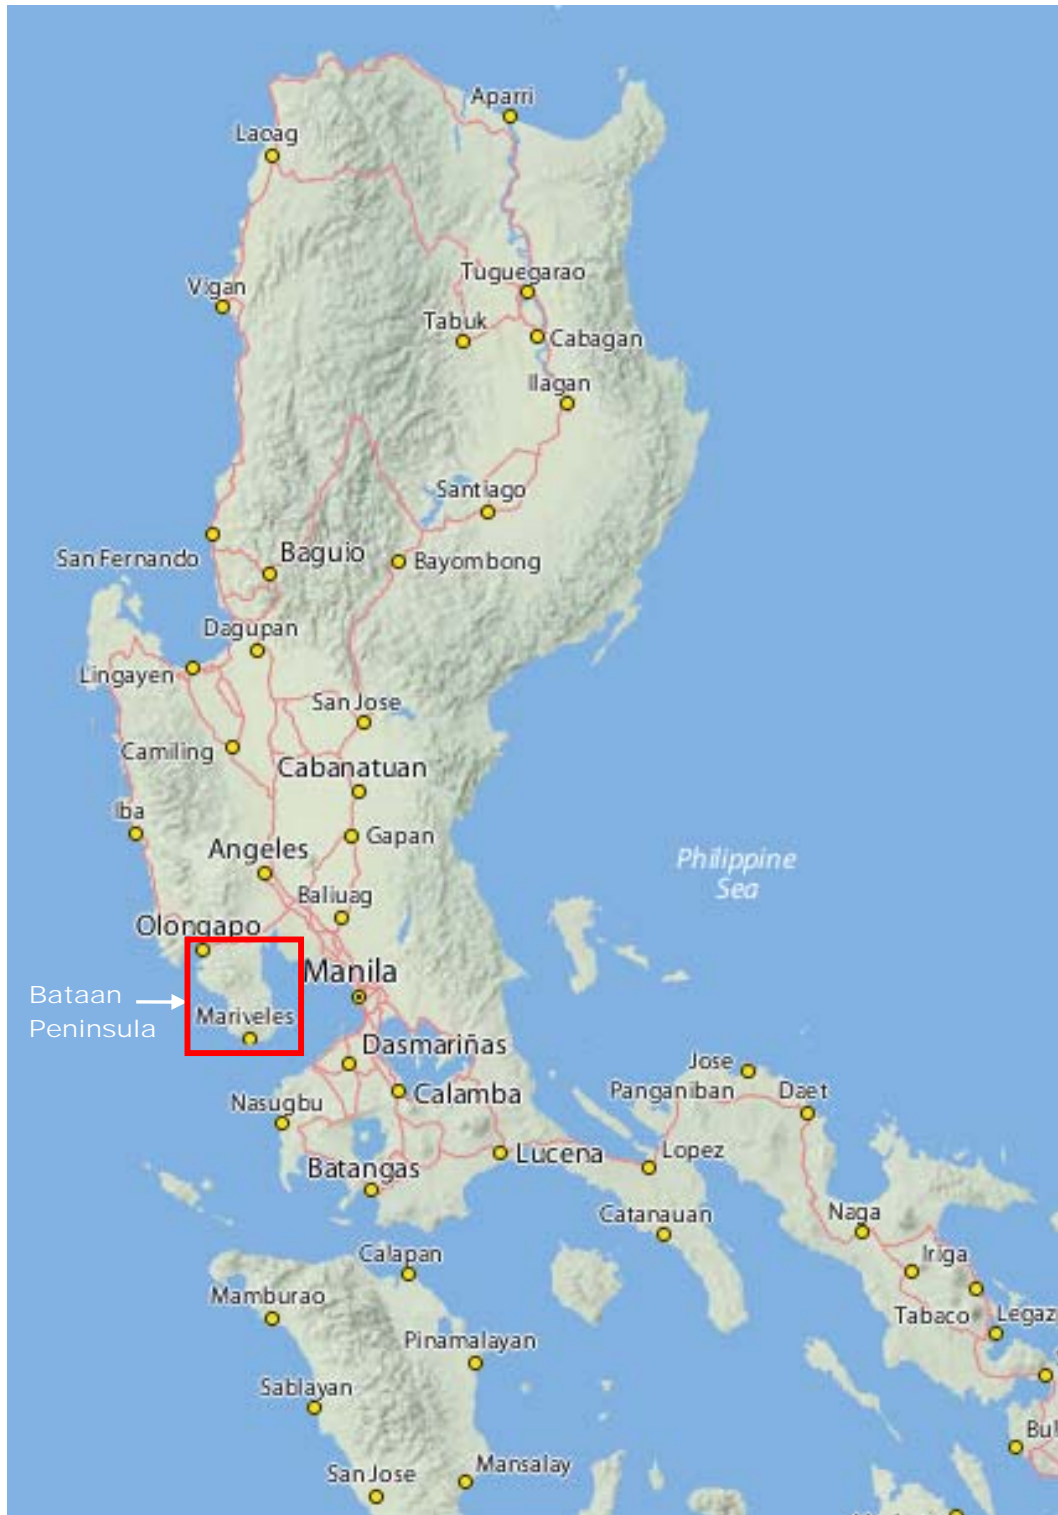 Aparri
Laoag
Tuguegarao
Vigan
Tabuk
Cabagan
Ilagan
Santiago
San Fernando
Baguio
Bayombong
Dagupan
Lingayen
San Jose
Camiling
Cabanatuan
Iba
Gapan
Angeles
Philippine
Sea
Baliuag
Olongapo
Manila
Bataan
Peninsula
Mariveles
Dasmariñas
Jose
Panganiban
Daet
Calamba
Nasugbu
Lucena
Lopez
Batangas
Catanauan
Naga
Calapan
Iriga
Mamburao
Tabaco
Legaz
Pinamalayan
Sablayan
Bul
San Jose
Mansalay